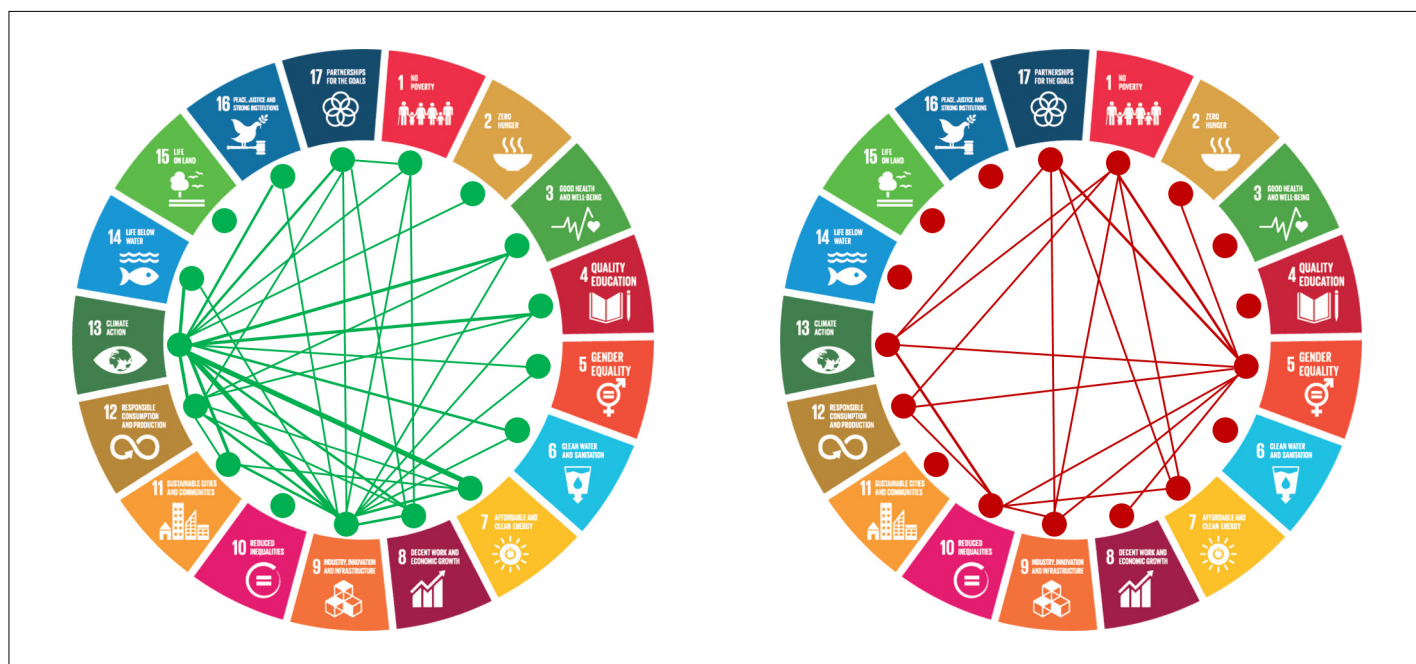 17 PARTNERSHIPS
FOR THE GOALS
1 NO
POVERTY
2 ZERO
HUNGER
3 GOOD HEALTH
AND WELL-BEING
4 QUALITY
EDUCATION
5 GENDER
EQUALITY
6 CLEAN WATER
AND SANITATION
7 AFFORDABLE AND
CLEAN ENERGY
8 DECENT WORK AND
ECONOMIC GROWTH
9 INDUSTRY, INNOVATION
AND INFRASTRUCTURE
10 REDUCED
INEQUALITIES
11 SUSTAINABLE CITIES
AND COMMUNITIES
12 RESPONSIBLE
CONSUMPTION
AND PRODUCTION
13 CLIMATE
ACTION
14 LIFE BELOW
WATER
15 LIFE
ON LAND
16 PEACE, JUSTICE AND
STRONG INSTITUTIONS
17 PARTNERSHIPS
FOR THE GOALS
1 NO
POVERTY
2 ZERO
HUNGER
3 GOOD HEALTH
AND WELL-BEING
4 QUALITY
EDUCATION
5 GENDER
EQUALITY
6 CLEAN WATER
AND SANITATION
7 AFFORDABLE AND
CLEAN ENERGY
8 DECENT WORK AND
ECONOMIC GROWTH
9 INDUSTRY, INNOVATION
AND INFRASTRUCTURE
10 REDUCED
INEQUALITIES
11 SUSTAINABLE CITIES
AND COMMUNITIES
12 RESPONSIBLE
CONSUMPTION
AND PRODUCTION
13 CLIMATE
ACTION
14 LIFE BELOW
WATER
15 LIFE
ON LAND
16 PEACE, JUSTICE AND
STRONG INSTITUTIONS